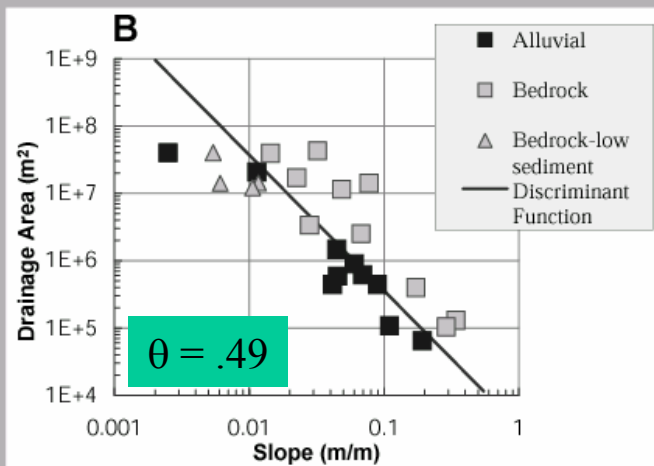 B
Alluvial
Bedrock
Bedrock-low
sediment
Discriminant
Function
1E+9
1E+8
1E+7
1E+6
1E+5
1E+4
Drainage Area (m²)
θ = .49
0.001
0.01
0.1
1
Slope (m/m)